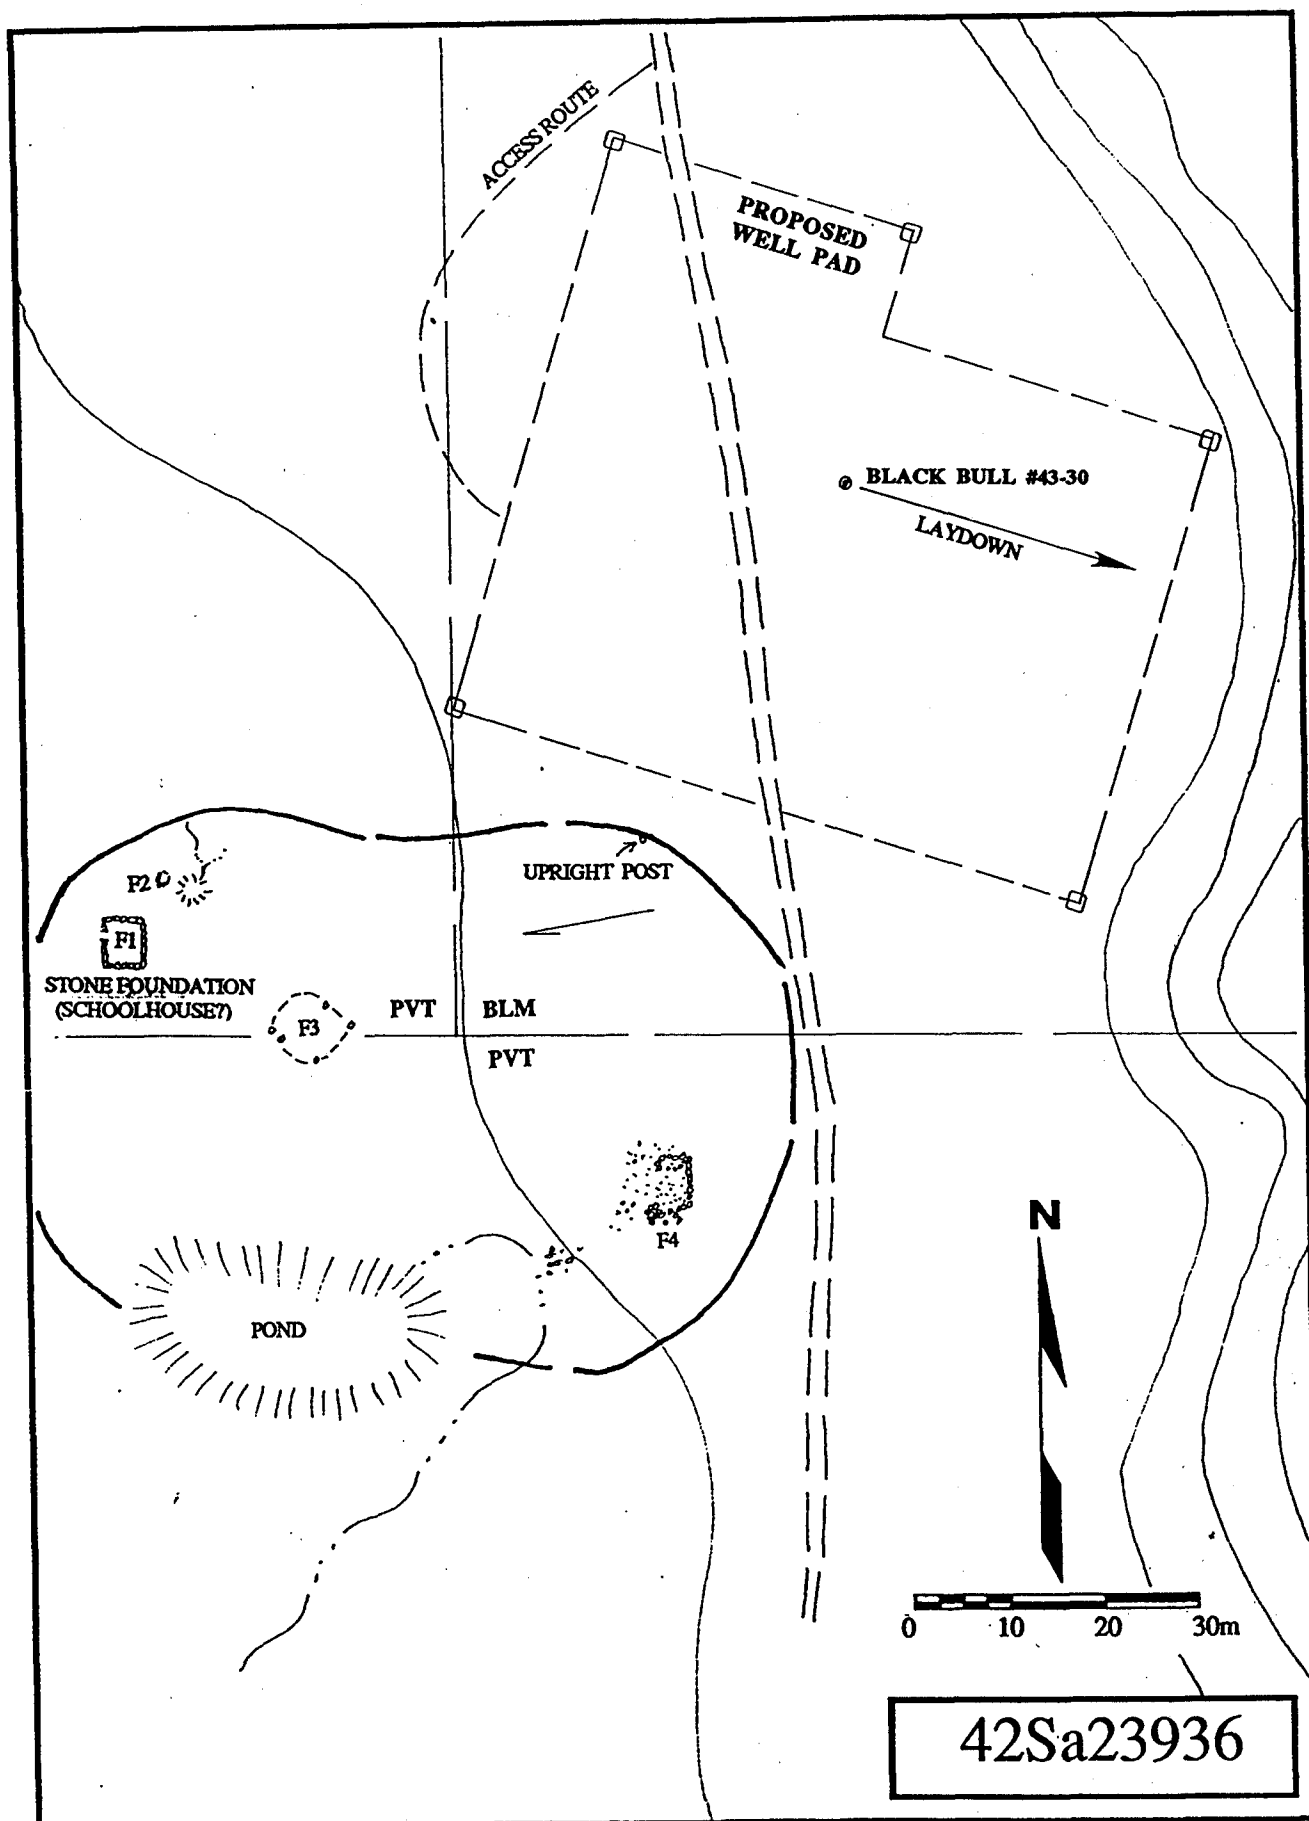 ACCESS ROUTE
PROPOSED
WELL PAD
BLACK BULL #43-30
LAYDOWN
UPRIGHT POST
F2
F1
STONE FOUNDATION
(SCHOOLHOUSE?)
F3
PVT
BLM
PVT
F4
POND
N
0 10 20 30m
42Sa23936